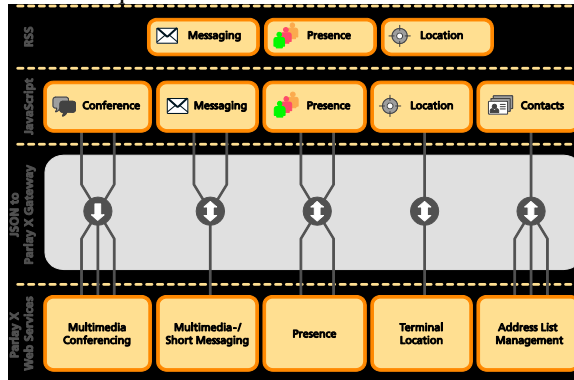 RSS
Messaging
Presence
Location
JavaScript
Conference
Messaging
Presence
Location
Contacts
JSON to
Parlay X Gateway
Parlay X
Web Services
Multimedia
Conferencing
Multimedia-/
Short Messaging
Presence
Terminal
Location
Address List
Management